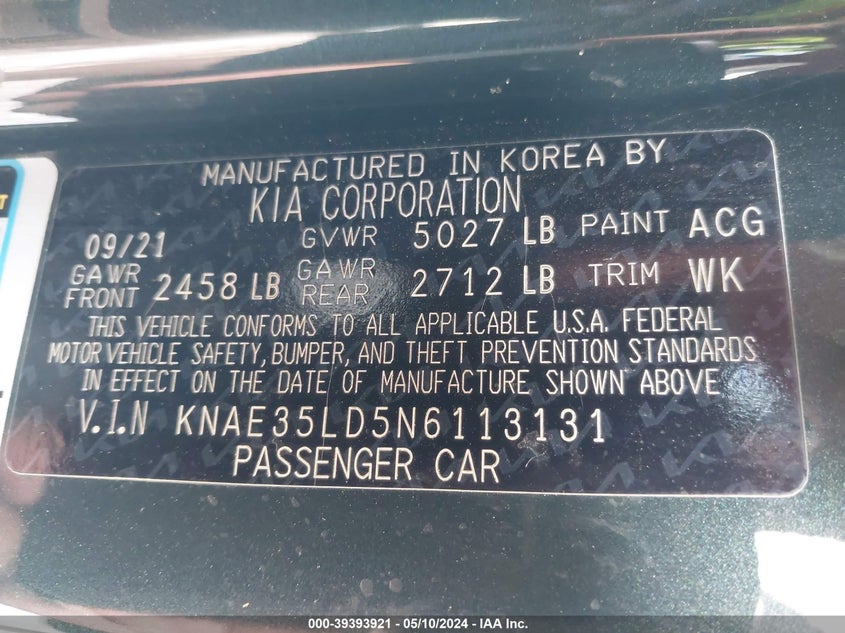 MANUFACTURED IN KOREA BY
KIA CORPORATION
09/21 GVWR 5027 LB PAINT ACG
GAWR FRONT 2458 LB GAWR REAR 2712 LB TRIM WK
THIS VEHICLE CONFORMS TO ALL APPLICABLE U.S.A. FEDERAL
MOTOR VEHICLE SAFETY, BUMPER, AND THEFT PREVENTION STANDARDS
IN EFFECT ON THE DATE OF MANUFACTURE SHOWN ABOVE
V.I.N KNAE35LD5N6113131
PASSENGER CAR
000-39393921 - 05/10/2024 - IAA Inc.